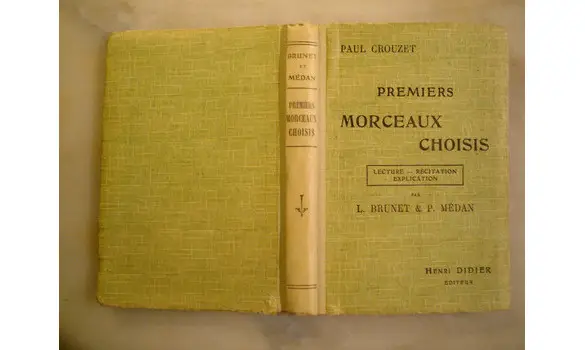 BRUNET
ET
MÉDAN
PREMIERS
MORCEAUX
CHOISIS
PAUL CROUZET
PREMIERS
MORCEAUX
CHOISIS
LECTURE — RÉCITATION
EXPLICATION
PAR
L. BRUNET & P. MÉDAN
HENRI DIDIER
EDITEUR